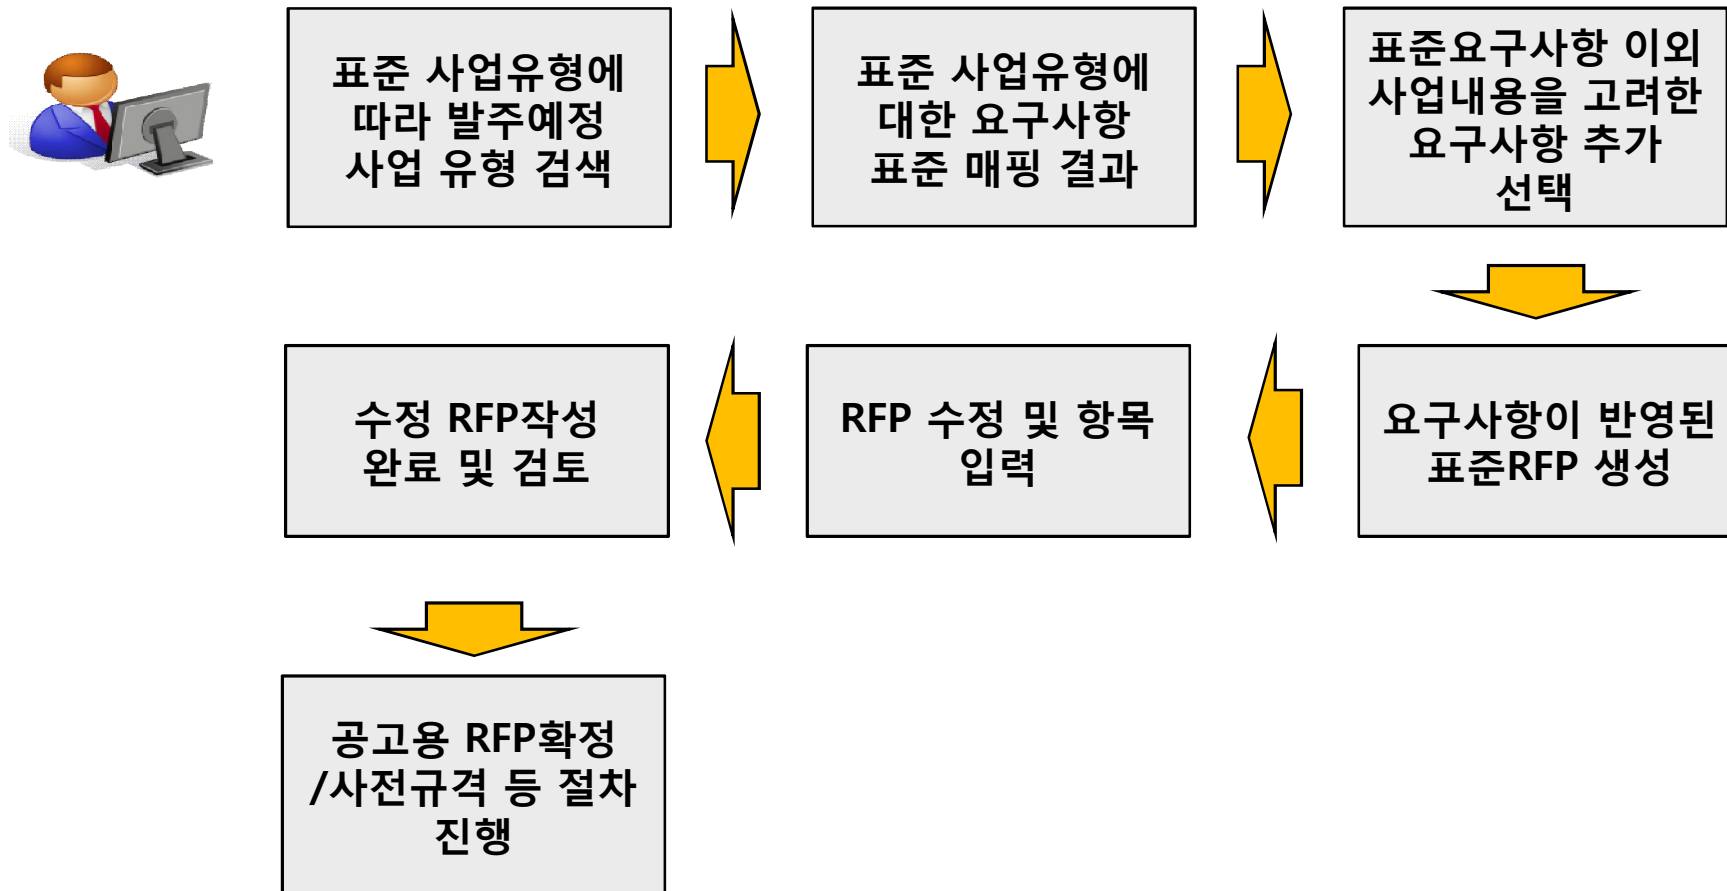 표준 사업유형에
따라 발주예정
사업 유형 검색
표준 사업유형에
대한 요구사항
표준 매핑 결과
표준요구사항 이외
사업내용을 고려한
요구사항 추가
선택
요구사항이 반영된
표준RFP 생성
RFP 수정 및 항목
입력
수정 RFP작성
완료 및 검토
공고용 RFP확정
/사전규격 등 절차
진행